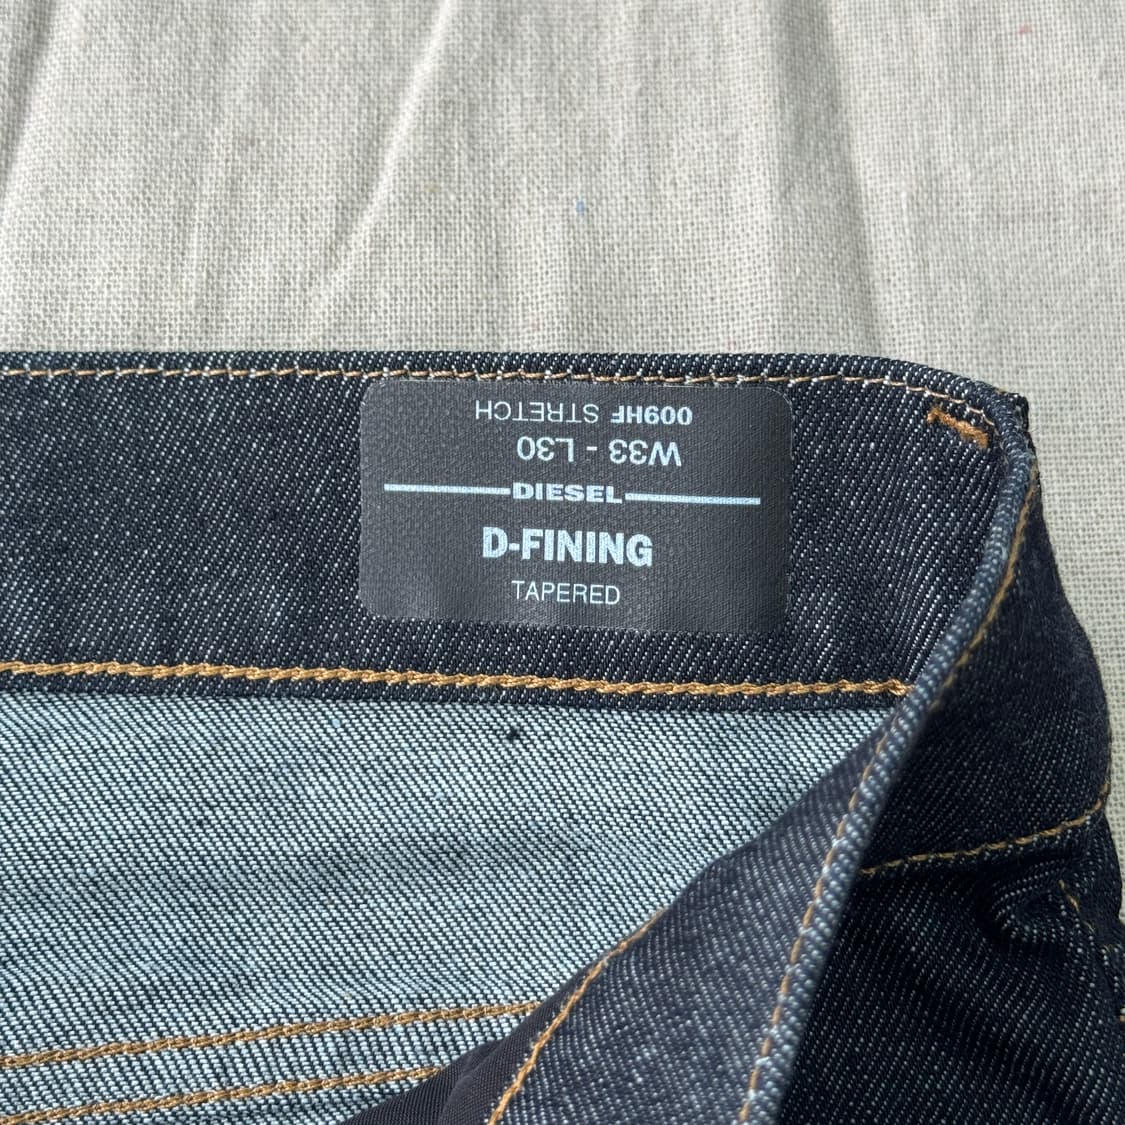 009HF STRETCH
W33 - L30
DIESEL
D-FINING
TAPERED